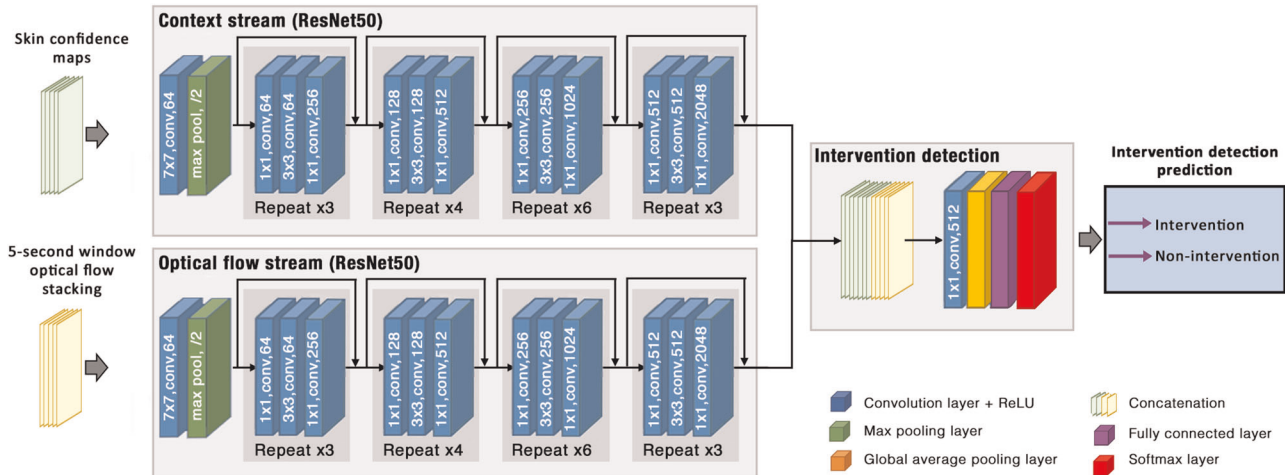 Skin confidence
maps
Context stream (ResNet50)
7x7,conv,64
max pool, /2
1x1,conv,64
3x3,conv,64
1x1,conv,256
Repeat x3
1x1,conv,128
3x3,conv,128
1x1,conv,512
Repeat x4
1x1,conv,256
3x3,conv,256
1x1,conv,1024
Repeat x6
1x1,conv,512
3x3,conv,512
1x1,conv,2048
Repeat x3
5-second window
optical flow
stacking
Optical flow stream (ResNet50)
7x7,conv,64
max pool, /2
1x1,conv,64
3x3,conv,64
1x1,conv,256
Repeat x3
1x1,conv,128
3x3,conv,128
1x1,conv,512
Repeat x4
1x1,conv,256
3x3,conv,256
1x1,conv,1024
Repeat x6
1x1,conv,512
3x3,conv,512
1x1,conv,2048
Repeat x3
Intervention detection
1x1,conv,512
Intervention detection
prediction
Intervention
Non-intervention
Convolution layer + ReLU
Max pooling layer
Global average pooling layer
Concatenation
Fully connected layer
Softmax layer